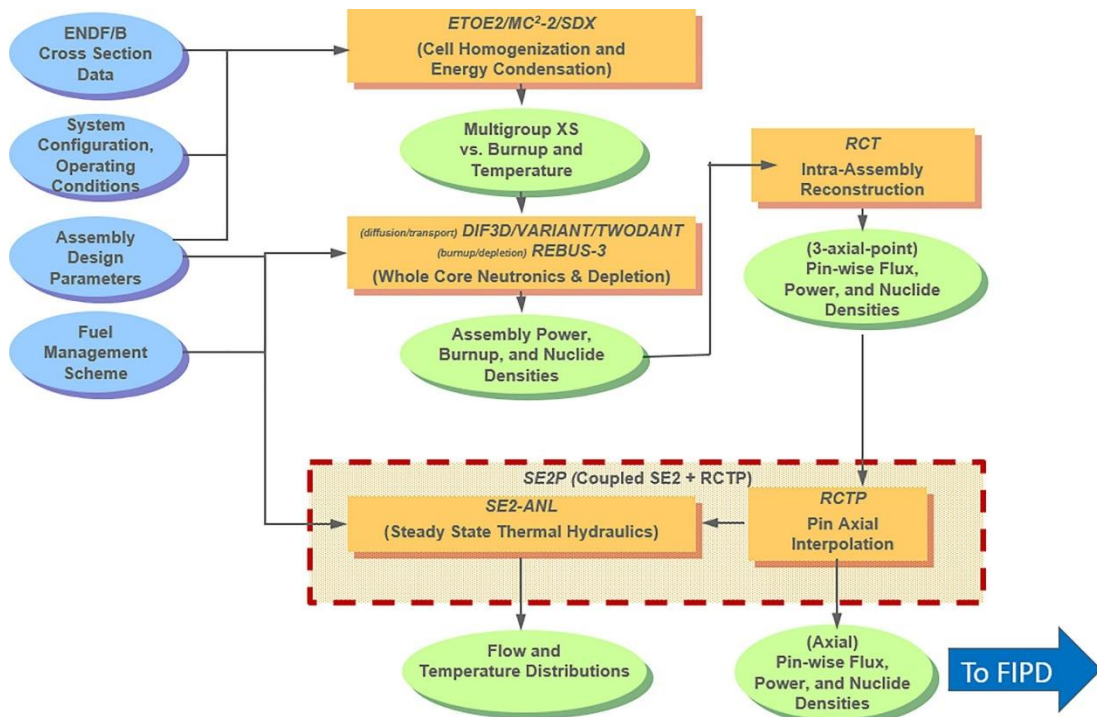 ENDF/B
Cross Section
Data
System
Configuration,
Operating
Conditions
Assembly
Design
Parameters
Fuel
Management
Scheme
ETOE2/MC²-2/SDX
(Cell Homogenization and
Energy Condensation)
Multigroup XS
vs. Burnup and
Temperature
(diffusion/transport) DIF3D/VARIANT/TWODANT
(burnup/depletion) REBUS-3
(Whole Core Neutronics & Depletion)
Assembly Power,
Burnup, and Nuclide
Densities
RCT
Intra-Assembly
Reconstruction
(3-axial-point)
Pin-wise Flux,
Power, and Nuclide
Densities
SE2P (Coupled SE2 + RCTP)
SE2-ANL
(Steady State Thermal Hydraulics)
RCTP
Pin Axial
Interpolation
Flow and
Temperature Distributions
(Axial)
Pin-wise Flux,
Power, and Nuclide
Densities
To FIPD